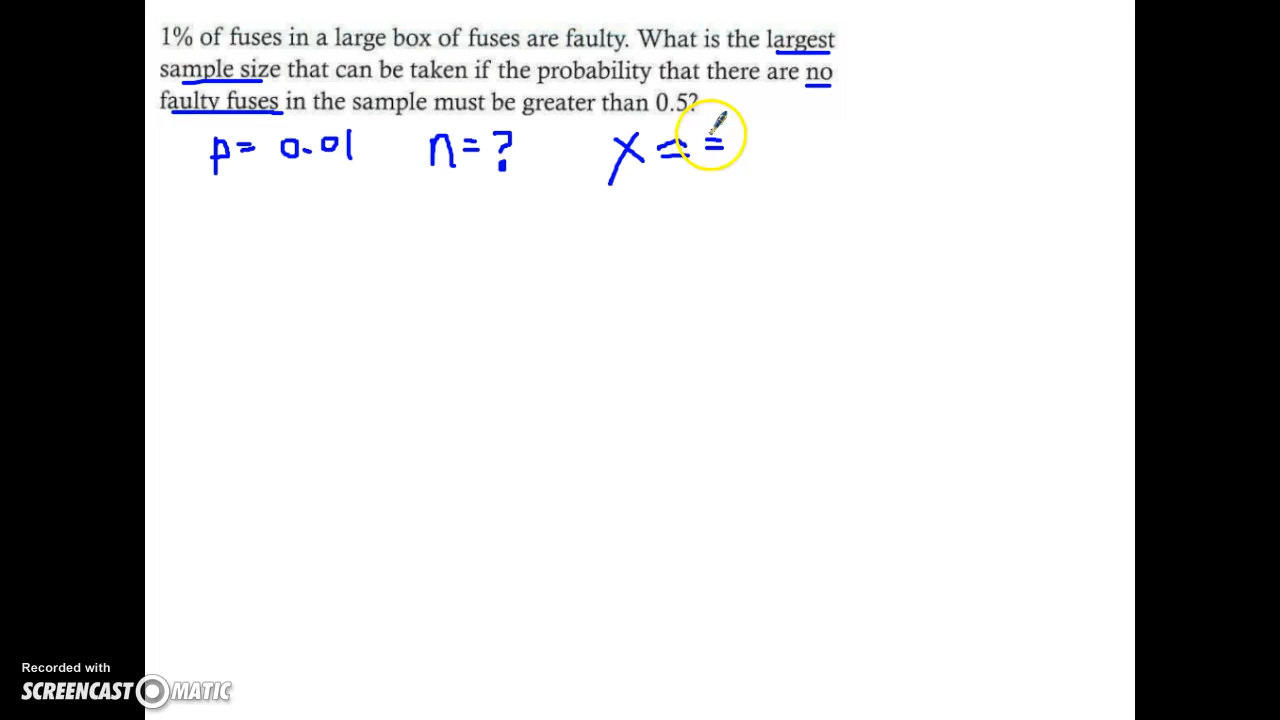 1% of fuses in a large box of fuses are faulty. What is the largest
sample size that can be taken if the probability that there are no
faulty fuses in the sample must be greater than 0.5?
p= 0.01 n=? X = =
Recorded with
SCREENCAST MATIC